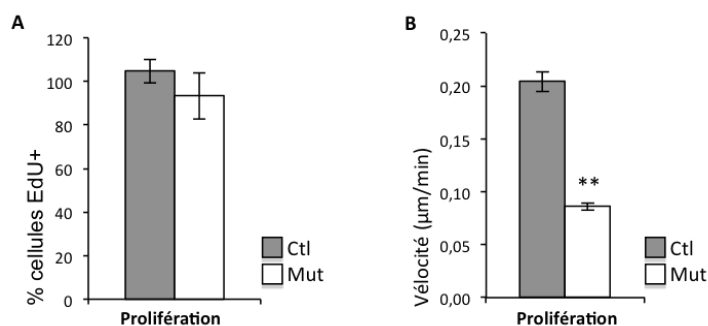 A
120
100
80
60
40
20
0
% cellules EdU+
Prolifération
Ctl
Mut
B
0,25
0,20
0,15
0,10
0,05
0,00
Vélocité (μm/min)
**
Prolifération
Ctl
Mut